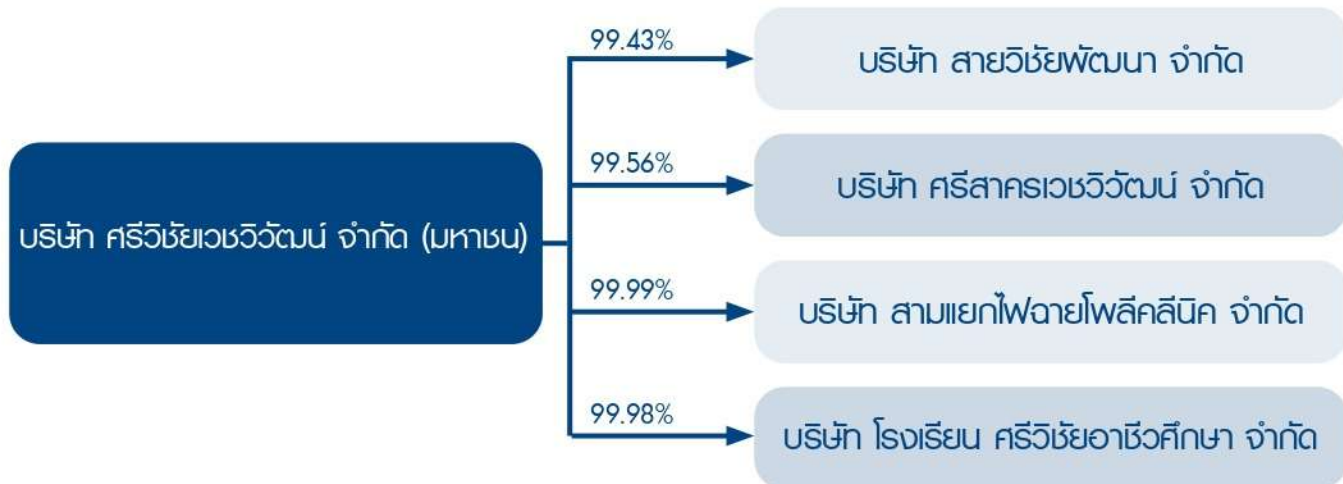 บริษัท ศรีวิชัยเวชวิวัฒน์ จำกัด (มหาชน)
99.43%
บริษัท สายวิชัยพัฒนา จำกัด
99.56%
บริษัท ศรีสาครเวชวิวัฒน์ จำกัด
99.99%
บริษัท สามแยกไฟฉายโพลีคลีนิค จำกัด
99.98%
บริษัท โรงเรียน ศรีวิชัยอาชีวศึกษา จำกัด